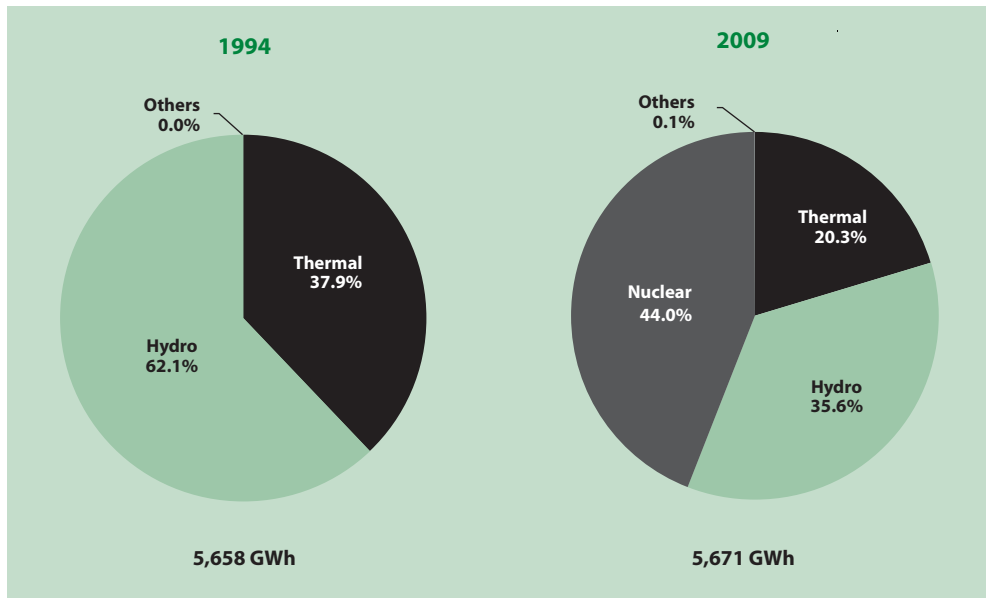 1994
Others
0.0%
Thermal
37.9%
Hydro
62.1%
5,658 GWh
2009
Others
0.1%
Thermal
20.3%
Nuclear
44.0%
Hydro
35.6%
5,671 GWh